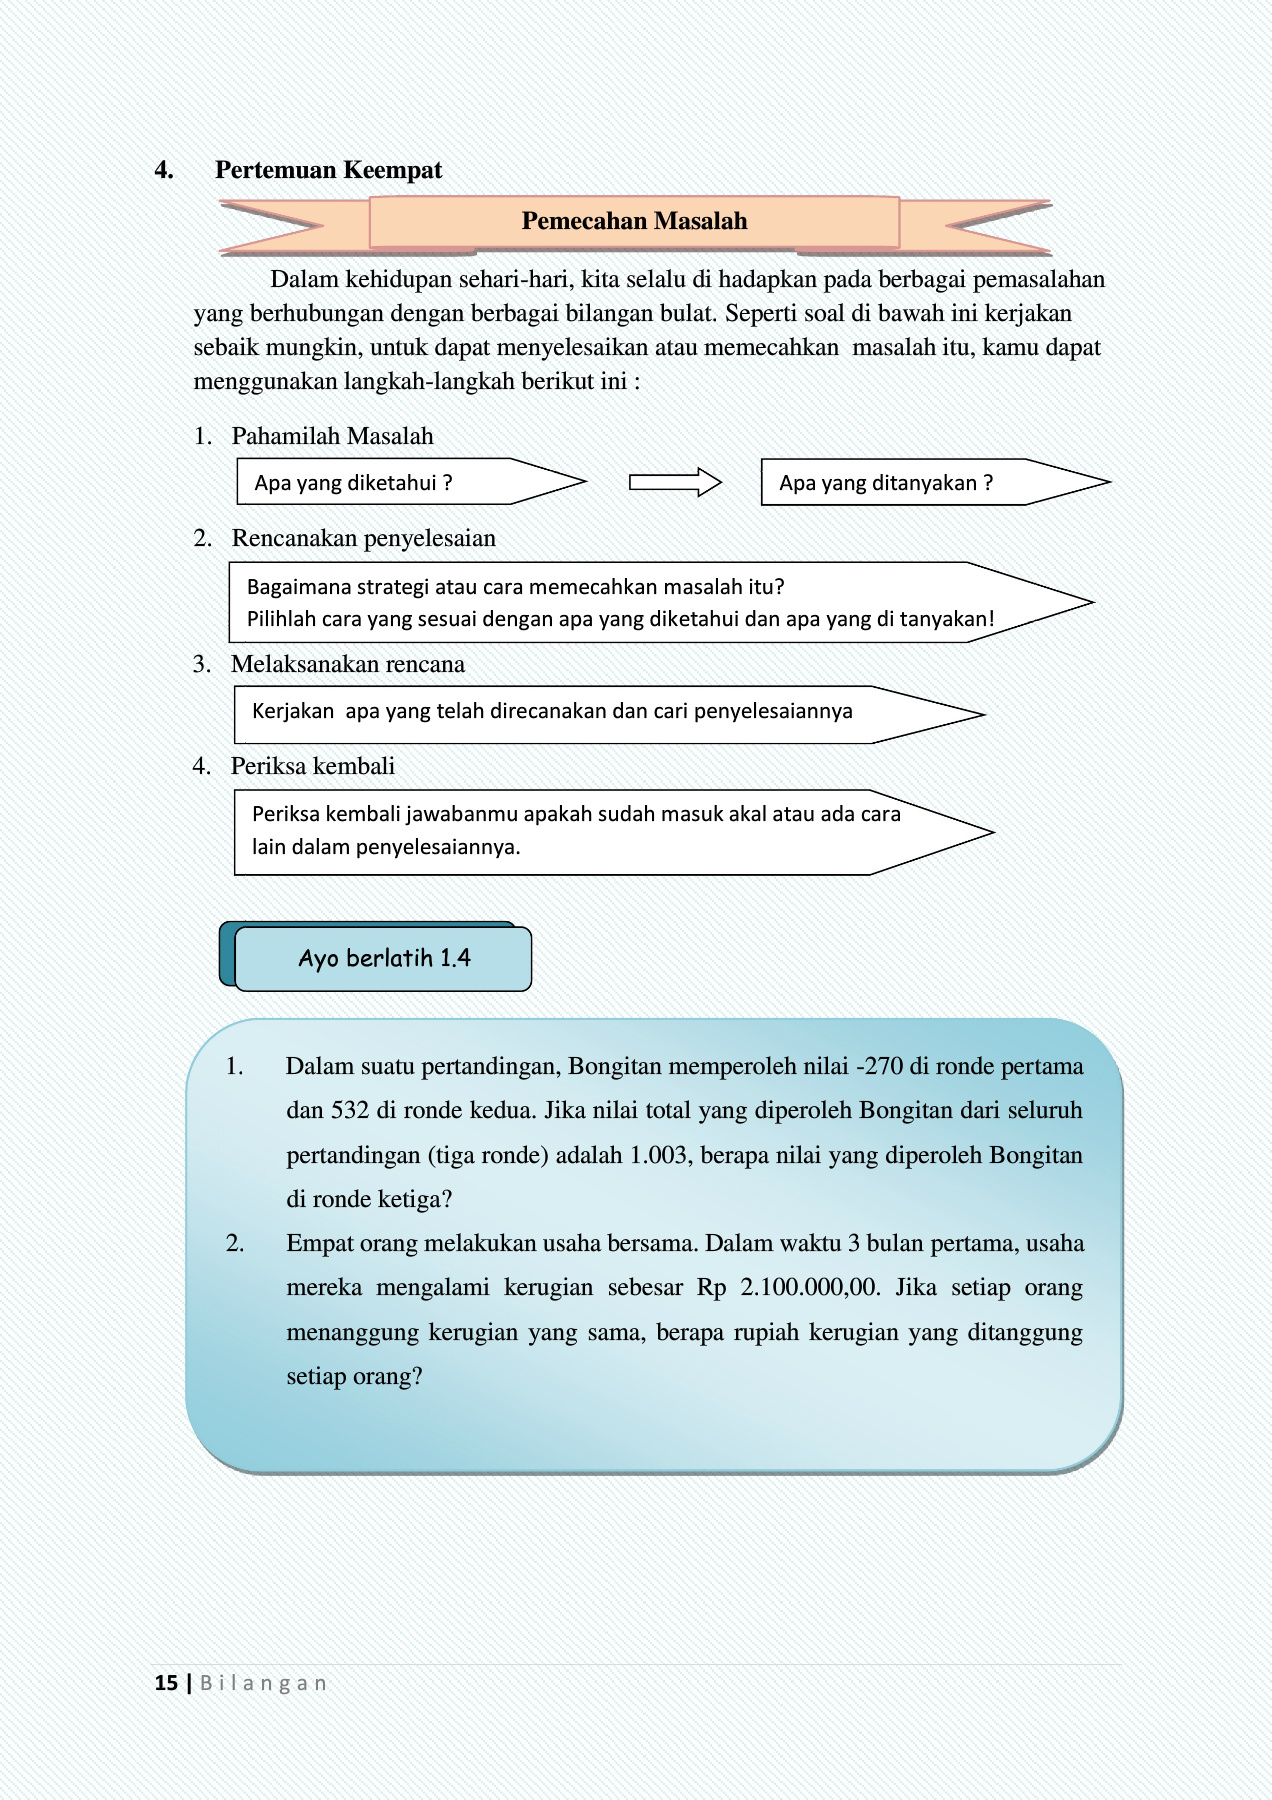 4. Pertemuan Keempat
Pemecahan Masalah
Dalam kehidupan sehari-hari, kita selalu di hadapkan pada berbagai pemasalahan
yang berhubungan dengan berbagai bilangan bulat. Seperti soal di bawah ini kerjakan
sebaik mungkin, untuk dapat menyelesaikan atau memecahkan masalah itu, kamu dapat
menggunakan langkah-langkah berikut ini :
1. Pahamilah Masalah
Apa yang diketahui ?
Apa yang ditanyakan ?
2. Rencanakan penyelesaian
Bagaimana strategi atau cara memecahkan masalah itu?
Pilihlah cara yang sesuai dengan apa yang diketahui dan apa yang di tanyakan!
3. Melaksanakan rencana
Kerjakan apa yang telah direcanakan dan cari penyelesaiannya
4. Periksa kembali
Periksa kembali jawabanmu apakah sudah masuk akal atau ada cara
lain dalam penyelesaiannya.
Ayo berlatih 1.4
1. Dalam suatu pertandingan, Bongitan memperoleh nilai -270 di ronde pertama
dan 532 di ronde kedua. Jika nilai total yang diperoleh Bongitan dari seluruh
pertandingan (tiga ronde) adalah 1.003, berapa nilai yang diperoleh Bongitan
di ronde ketiga?
2. Empat orang melakukan usaha bersama. Dalam waktu 3 bulan pertama, usaha
mereka mengalami kerugian sebesar Rp 2.100.000,00. Jika setiap orang
menanggung kerugian yang sama, berapa rupiah kerugian yang ditanggung
setiap orang?
15 | Bilangan